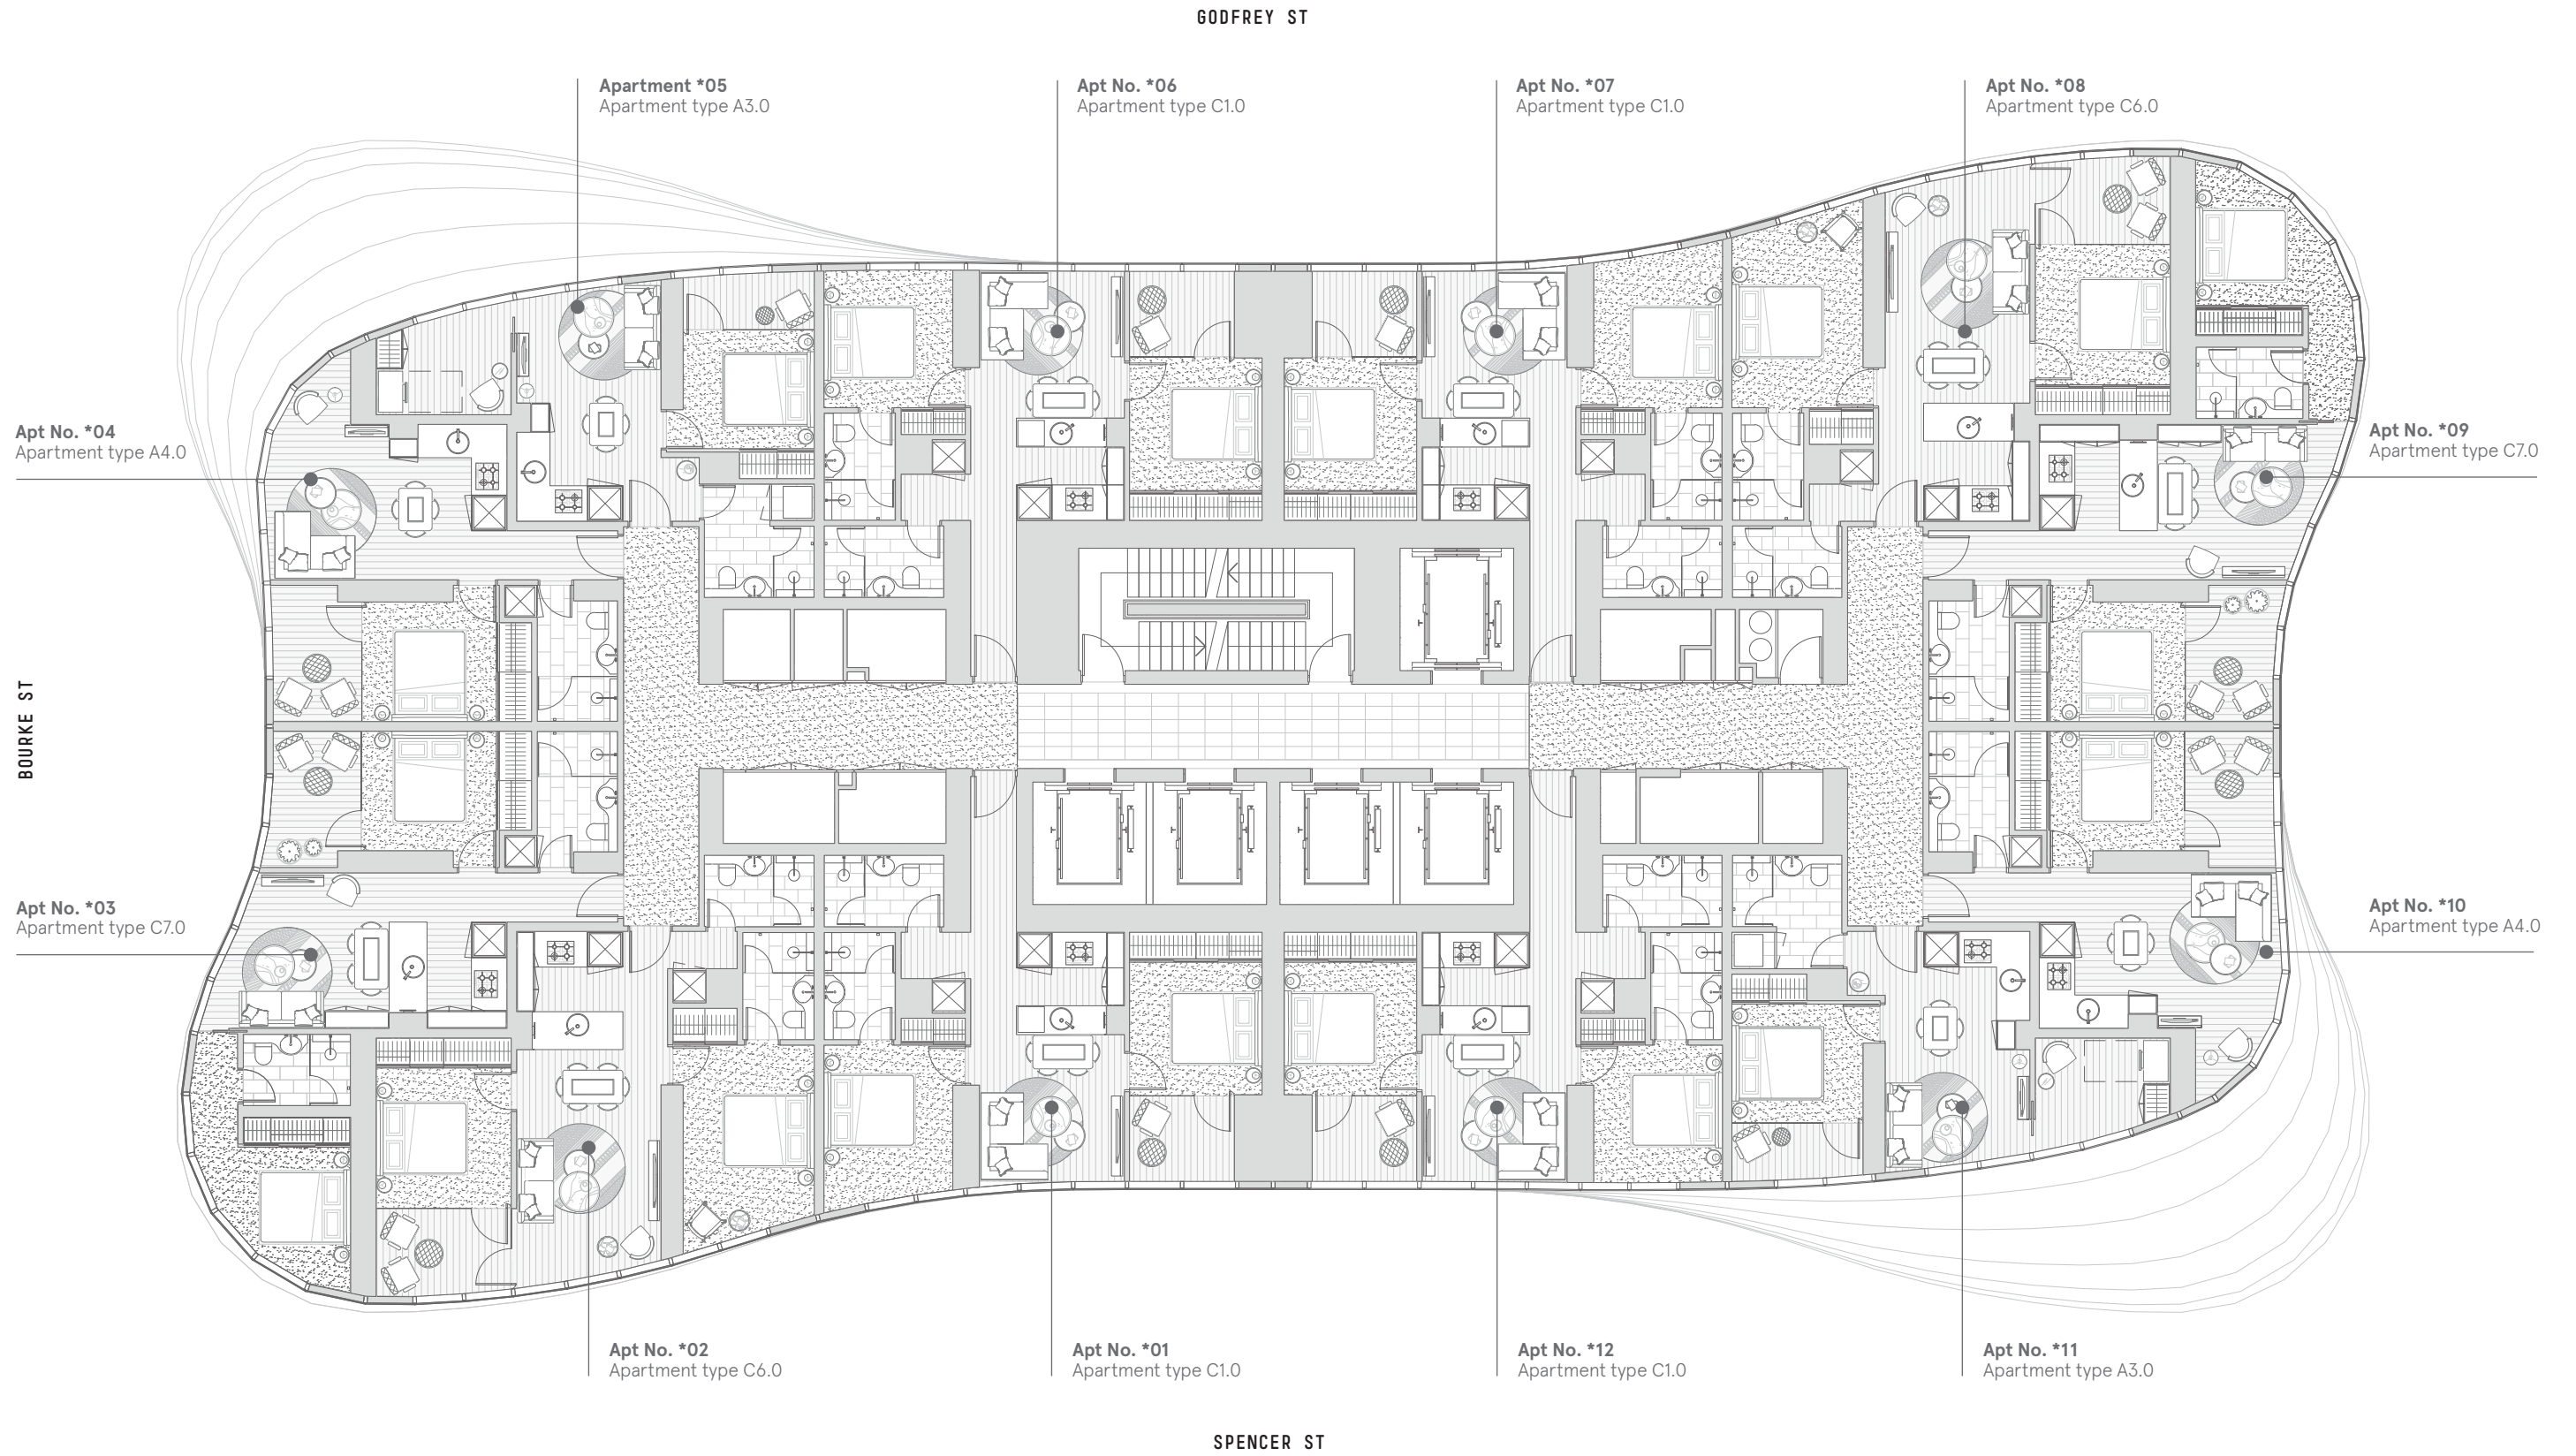 GODFREY ST
Apartment *05
Apartment type A3.0
Apt No. *06
Apartment type C1.0
Apt No. *07
Apartment type C1.0
Apt No. *08
Apartment type C6.0
Apt No. *04
Apartment type A4.0
Apt No. *09
Apartment type C7.0
BOURKE ST
Apt No. *03
Apartment type C7.0
Apt No. *10
Apartment type A4.0
Apt No. *02
Apartment type C6.0
Apt No. *01
Apartment type C1.0
Apt No. *12
Apartment type C1.0
Apt No. *11
Apartment type A3.0
SPENCER ST